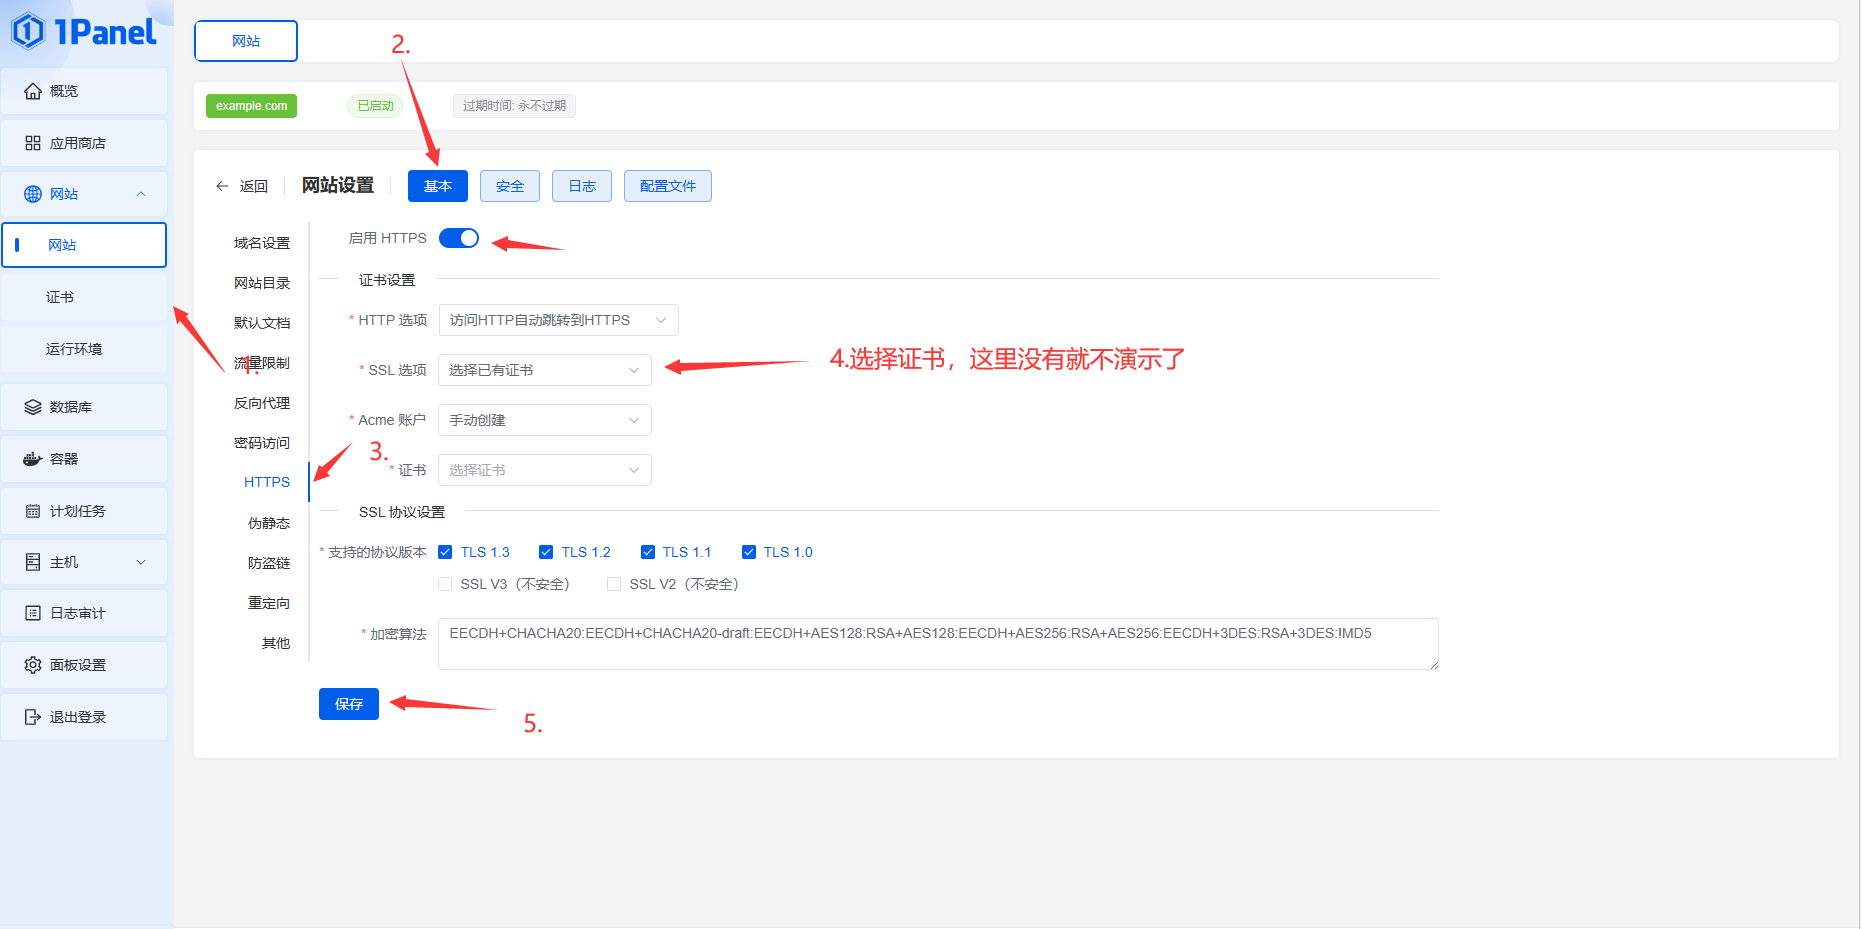 1Panel
概览
应用商店
网站
网站
证书
运行环境
数据库
容器
计划任务
主机
日志审计
面板设置
退出登录
网站
2.
example.com
已启动
过期时间: 永不过期
返回
网站设置
基本
安全
日志
配置文件
域名设置
网站目录
默认文档
流量限制
1.
反向代理
密码访问
HTTPS
伪静态
防盗链
重定向
其他
启用 HTTPS
证书设置
* HTTP 选项 访问HTTP自动跳转到HTTPS
* SSL 选项 选择已有证书
4.选择证书，这里没有就不演示了
* Acme 账户 手动创建
3.
* 证书 选择证书
SSL 协议设置
* 支持的协议版本 TLS 1.3 TLS 1.2 TLS 1.1 TLS 1.0
SSL V3（不安全） SSL V2（不安全）
* 加密算法 EECDH+CHACHA20:EECDH+CHACHA20-draft:EECDH+AES128:RSA+AES128:EECDH+AES256:RSA+AES256:EECDH+3DES:RSA+3DES:!MD5
保存
5.